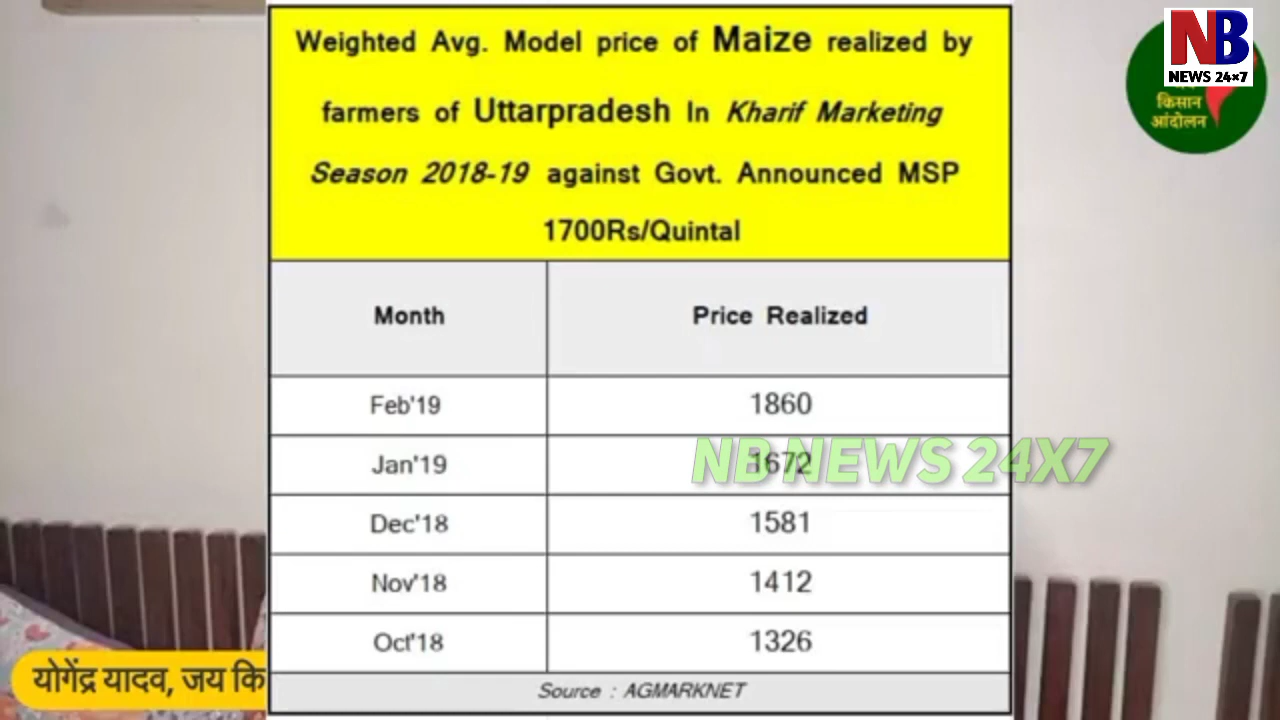 Weighted Avg. Model price of Maize realized by
farmers of Uttarpradesh In Kharif Marketing
Season 2018-19 against Govt. Announced MSP
1700Rs/Quintal
Month Price Realized
Feb'19 1860
Jan'19 1672
Dec'18 1581
Nov'18 1412
Oct'18 1326
Source : AGMARKNET
NB
NEWS 24×7
किसान
आंदोलन
NB NEWS 24X7
योगेंद्र यादव, जय कि